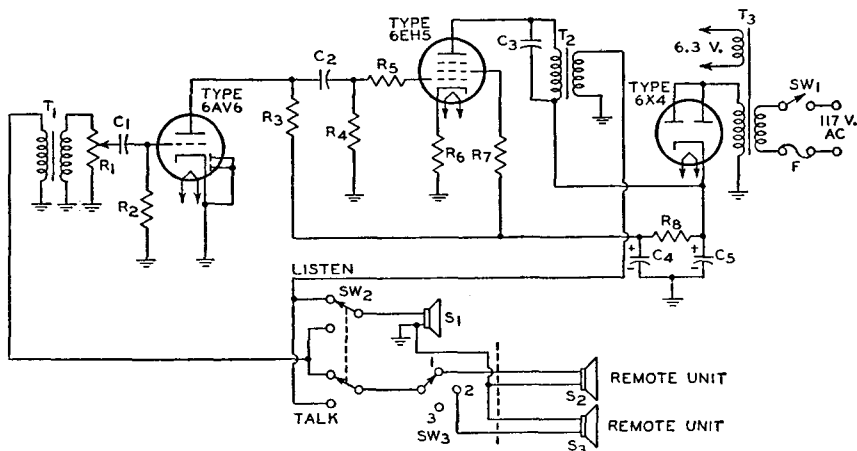 TYPE
6EH5
T3
6.3 V.
C3
T2
C2
R5
TYPE
6AV6
TYPE
6X4
SW1
T1
C1
R3
R4
117 V.
AC
R1
R6
R7
F
R2
R8
+
C4
-
+
C5
-
LISTEN
SW2
S1
1
2
3
SW3
S2
REMOTE UNIT
TALK
S3
REMOTE UNIT